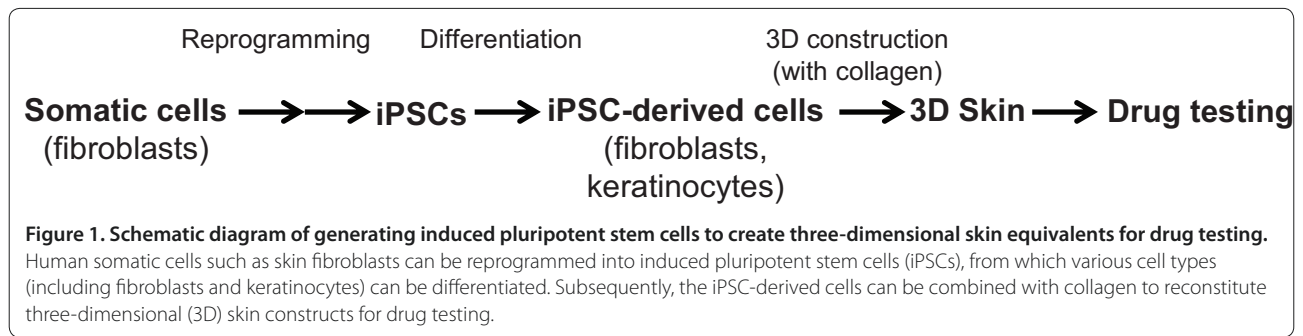 Reprogramming Differentiation 3D construction
(with collagen)
Somatic cells iPSCs iPSC-derived cells 3D Skin Drug testing
(fibroblasts) (fibroblasts,
keratinocytes)
Figure 1. Schematic diagram of generating induced pluripotent stem cells to create three-dimensional skin equivalents for drug testing.
Human somatic cells such as skin fibroblasts can be reprogrammed into induced pluripotent stem cells (iPSCs), from which various cell types
(including fibroblasts and keratinocytes) can be differentiated. Subsequently, the iPSC-derived cells can be combined with collagen to reconstitute
three-dimensional (3D) skin constructs for drug testing.